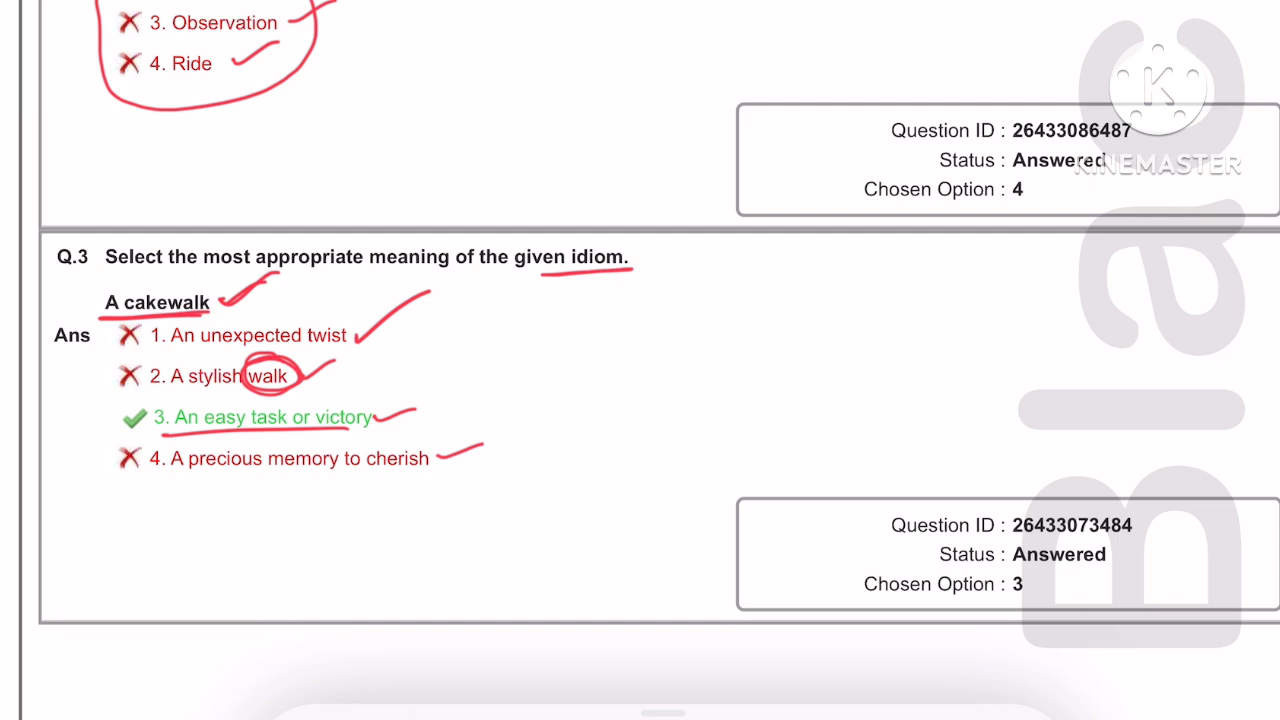 3. Observation
4. Ride
Question ID : 26433086487
Status : Answered
Chosen Option : 4
K
KINEMASTER
Q.3 Select the most appropriate meaning of the given idiom.
A cakewalk
Ans 1. An unexpected twist
2. A stylish walk
3. An easy task or victory
4. A precious memory to cherish
Question ID : 26433073484
Status : Answered
Chosen Option : 3
Blac